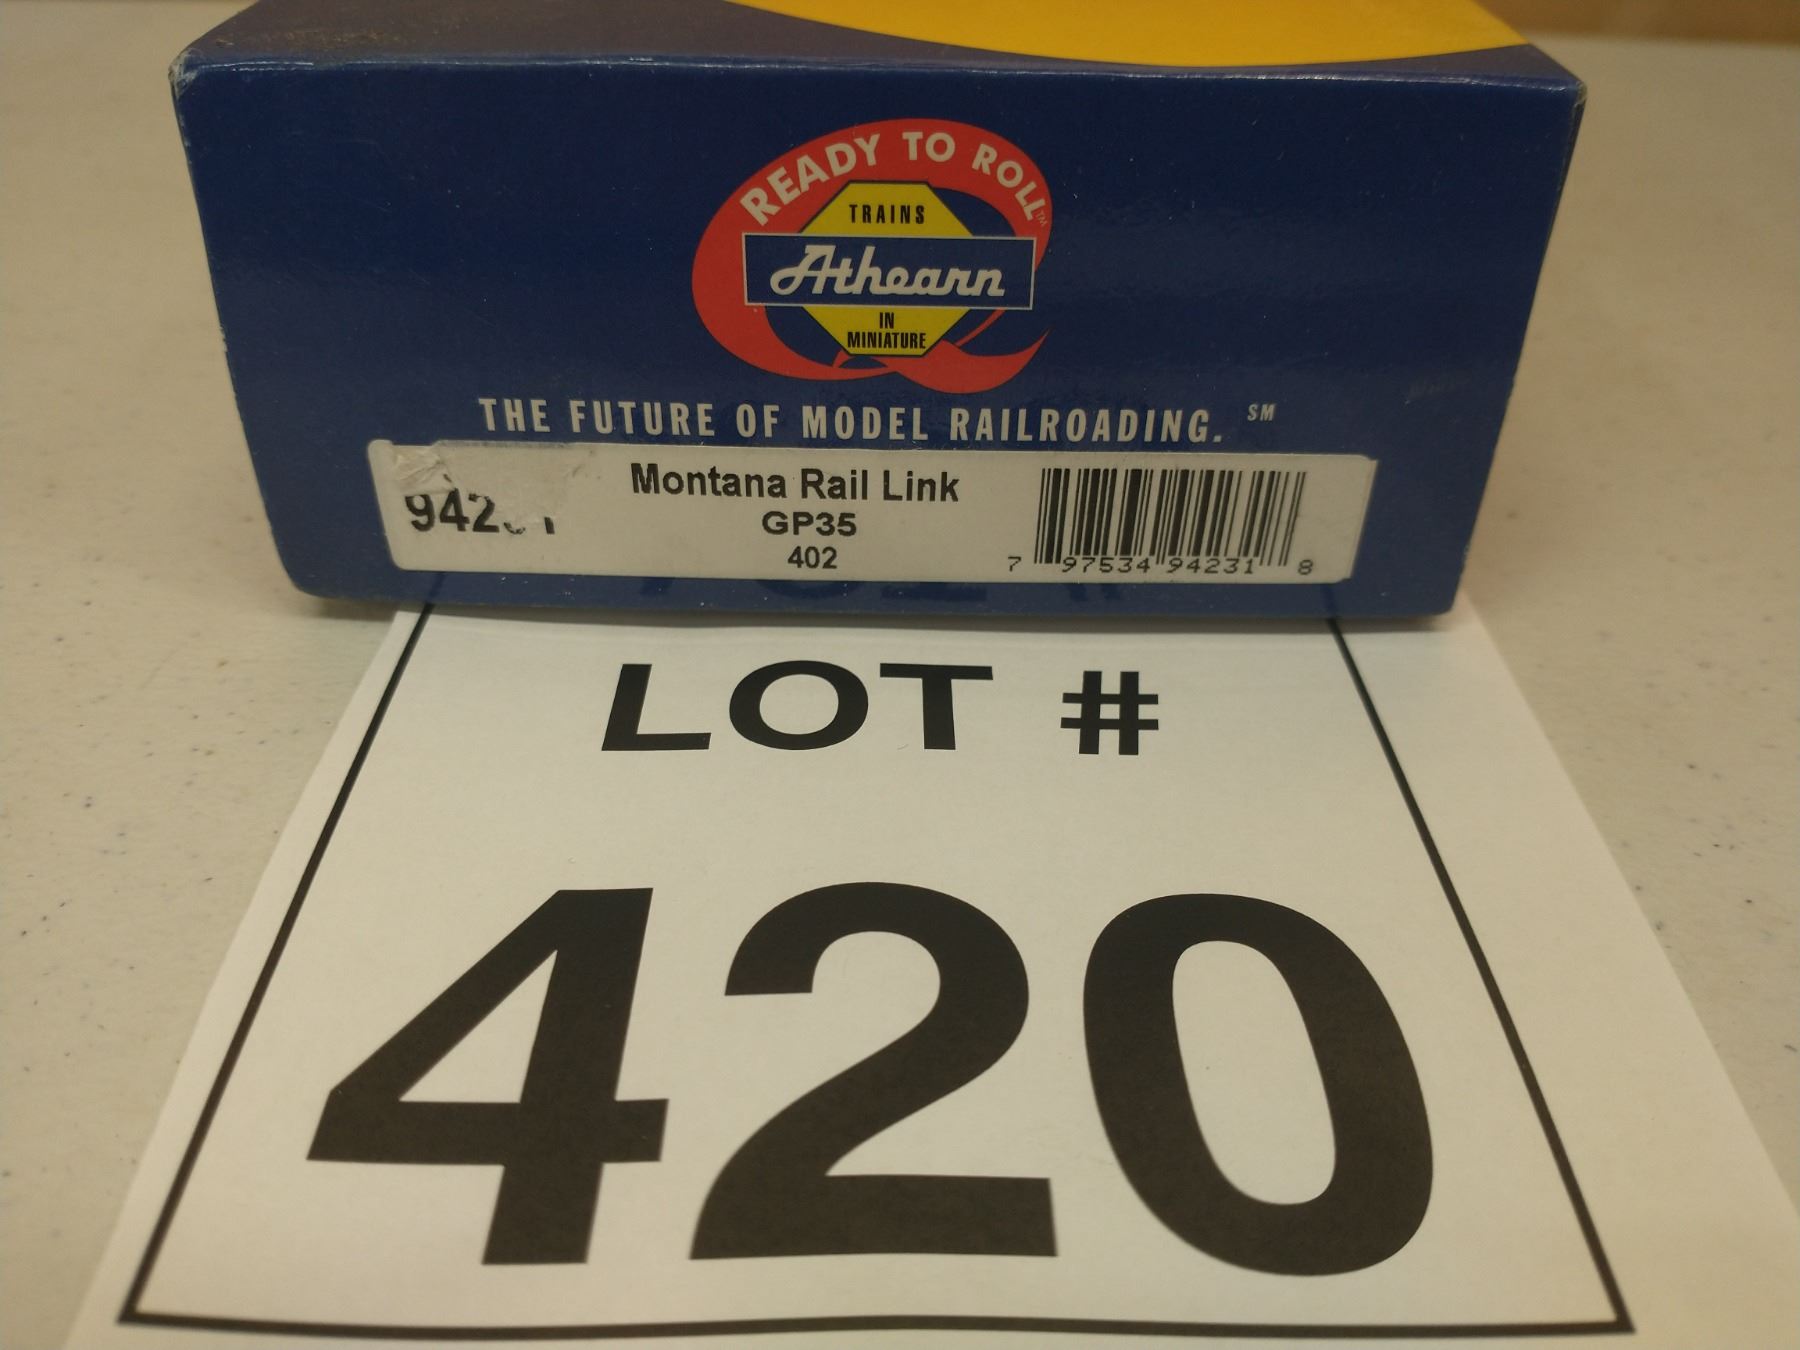 READY TO ROLL™
TRAINS
Athearn
IN
MINIATURE
THE FUTURE OF MODEL RAILROADING. SM
Montana Rail Link
GP35
402
7 97534 94231 8
LOT #
420